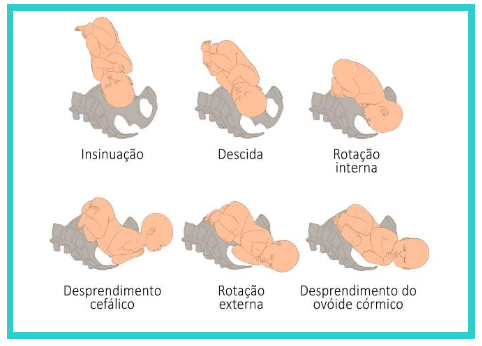 Insinuação
Descida
Rotação
interna
Desprendimento
cefálico
Rotação
externa
Desprendimento do
ovóide córmico